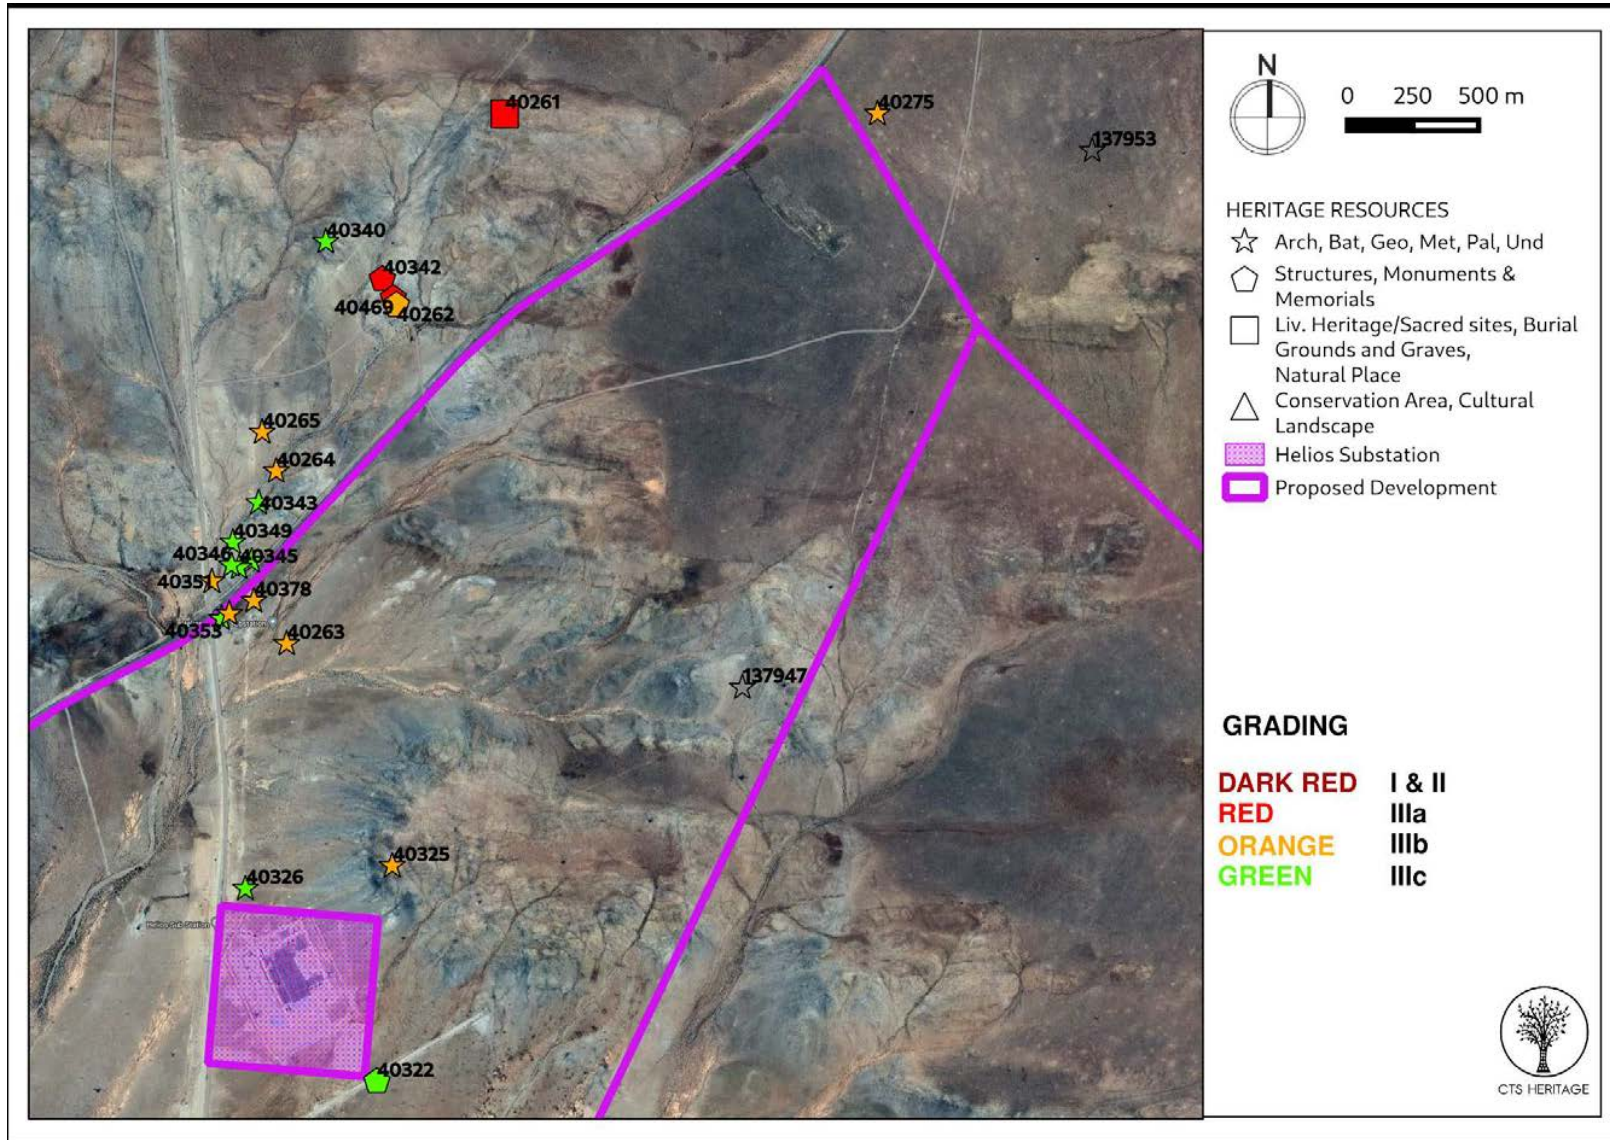 40261
40275
137953
40340
40342
40469
40262
40265
40264
40343
40349
40346
40345
40351
40378
40353
40263
137947
40325
40326
Helios Sub Station
40322
N
0 250 500 m
HERITAGE RESOURCES
Arch, Bat, Geo, Met, Pal, Und
Structures, Monuments &
Memorials
Liv. Heritage/Sacred sites, Burial
Grounds and Graves,
Natural Place
Conservation Area, Cultural
Landscape
Helios Substation
Proposed Development
GRADING
DARK RED I & II
RED IIIa
ORANGE IIIb
GREEN IIIc
CTS HERITAGE